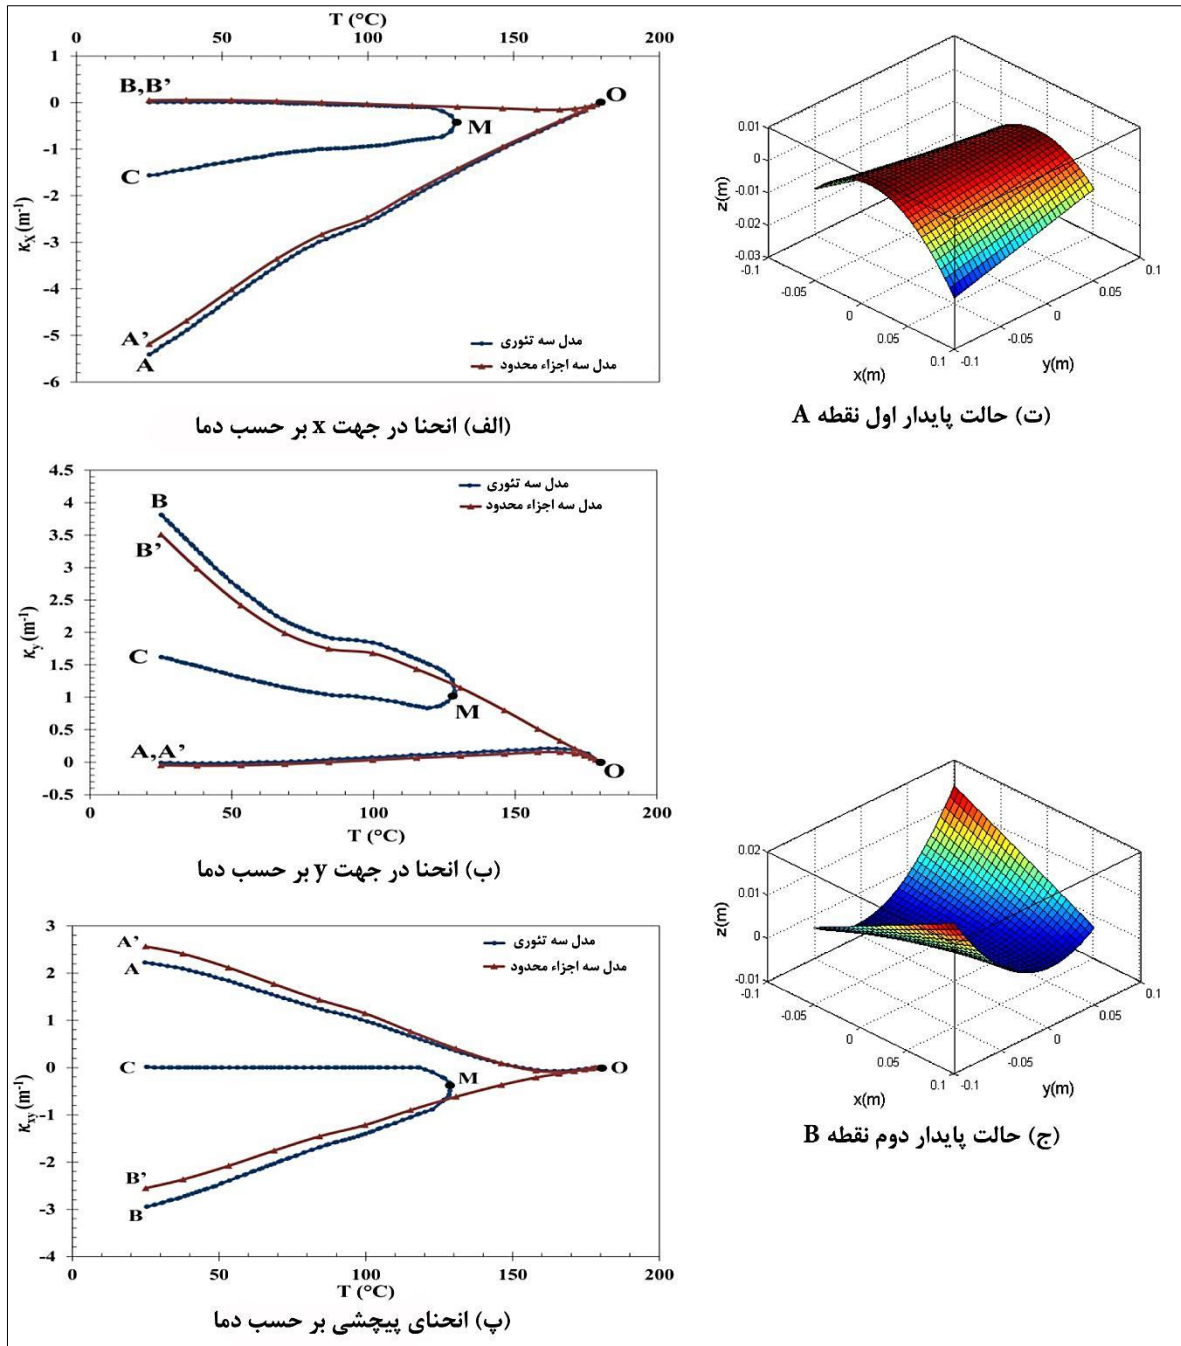 T (°C)
0 50 100 150 200
1
0
-1
-2
-3
-4
-5
-6
κX (m-1)
B,B’
O
M
C
A’
A
مدل سه تئوری
مدل سه اجزاء محدود
(الف) انحنا در جهت x بر حسب دما
0.01
0
-0.01
-0.02
-0.03
z(m)
-0.1
-0.05
0
0.05
0.1
x(m)
-0.1
-0.05
0
0.05
0.1
y(m)
(ت) حالت پایدار اول نقطه A
4.5
4
3.5
3
2.5
2
1.5
1
0.5
0
-0.5
κy (m-1)
B
B’
C
M
A,A’
O
مدل سه تئوری
مدل سه اجزاء محدود
0 50 100 150 200
T (°C)
(ب) انحنا در جهت y بر حسب دما
0.02
0.01
0
-0.01
z(m)
-0.1
-0.05
0
0.05
0.1
x(m)
-0.1
-0.05
0
0.05
0.1
y(m)
(ج) حالت پایدار دوم نقطه B
3
2
1
0
-1
-2
-3
-4
κxy (m-1)
A’
A
C
M
O
B’
B
مدل سه تئوری
مدل سه اجزاء محدود
0 50 100 150 200
T (°C)
(پ) انحنای پیچشی بر حسب دما